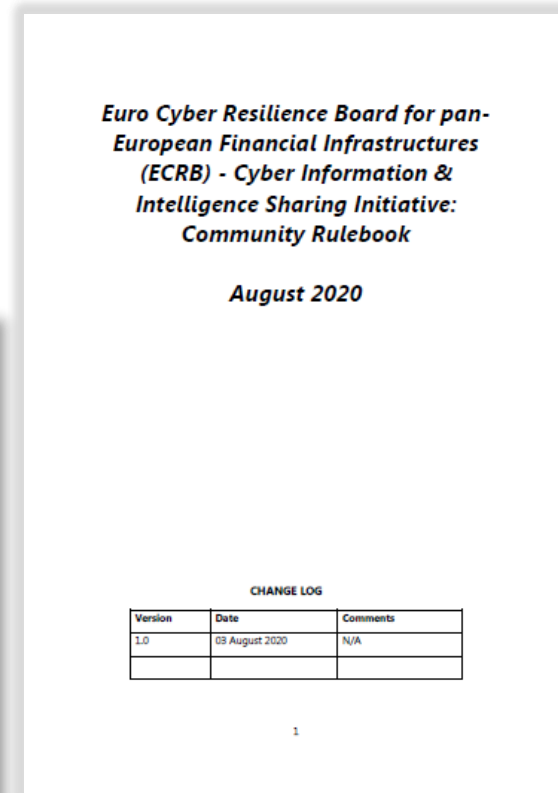 Euro Cyber Resilience Board for pan-
European Financial Infrastructures
(ECRB) - Cyber Information &
Intelligence Sharing Initiative:
Community Rulebook
August 2020
CHANGE LOG
Version Date Comments
1.0 03 August 2020 N/A
1